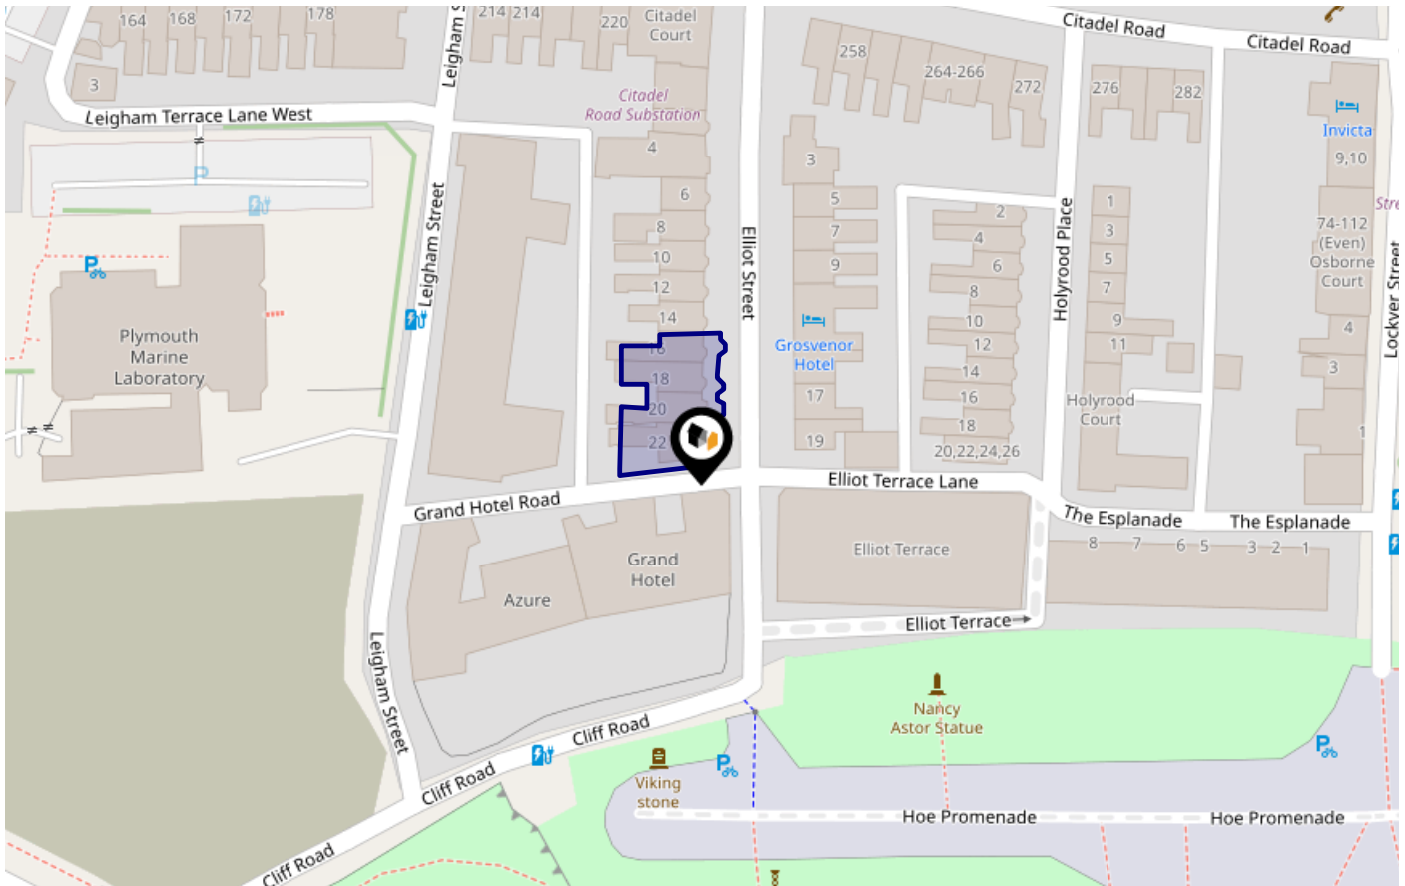 164
168
172
178
214
214
220
Citadel
Court
Leigham S
258
264-266
272
Citadel Road
Citadel Road
276
282
Invicta
9,10
3
Leigham Terrace Lane West
Citadel
Road Substation
4
6
8
10
12
14
16
18
20
22
P
P
Leigham Street
Elliot Street
3
5
7
9
Grosvenor
Hotel
17
19
2
4
6
8
10
12
14
16
18
20,22,24,26
Holyrood Place
1
3
5
7
9
11
Holyrood
Court
Stre
74-112
(Even)
Osborne
Court
4
3
1
Lockyer Street
Plymouth
Marine
Laboratory
Grand Hotel Road
Elliot Terrace Lane
The Esplanade
The Esplanade
8
7
6
5
3
2
1
Elliot Terrace
Grand
Hotel
Azure
Elliot Terrace
Leigham Street
Nancy
Astor Statue
Cliff Road
Cliff Road
Cliff Road
Viking
stone
P
P
Hoe Promenade
Hoe Promenade